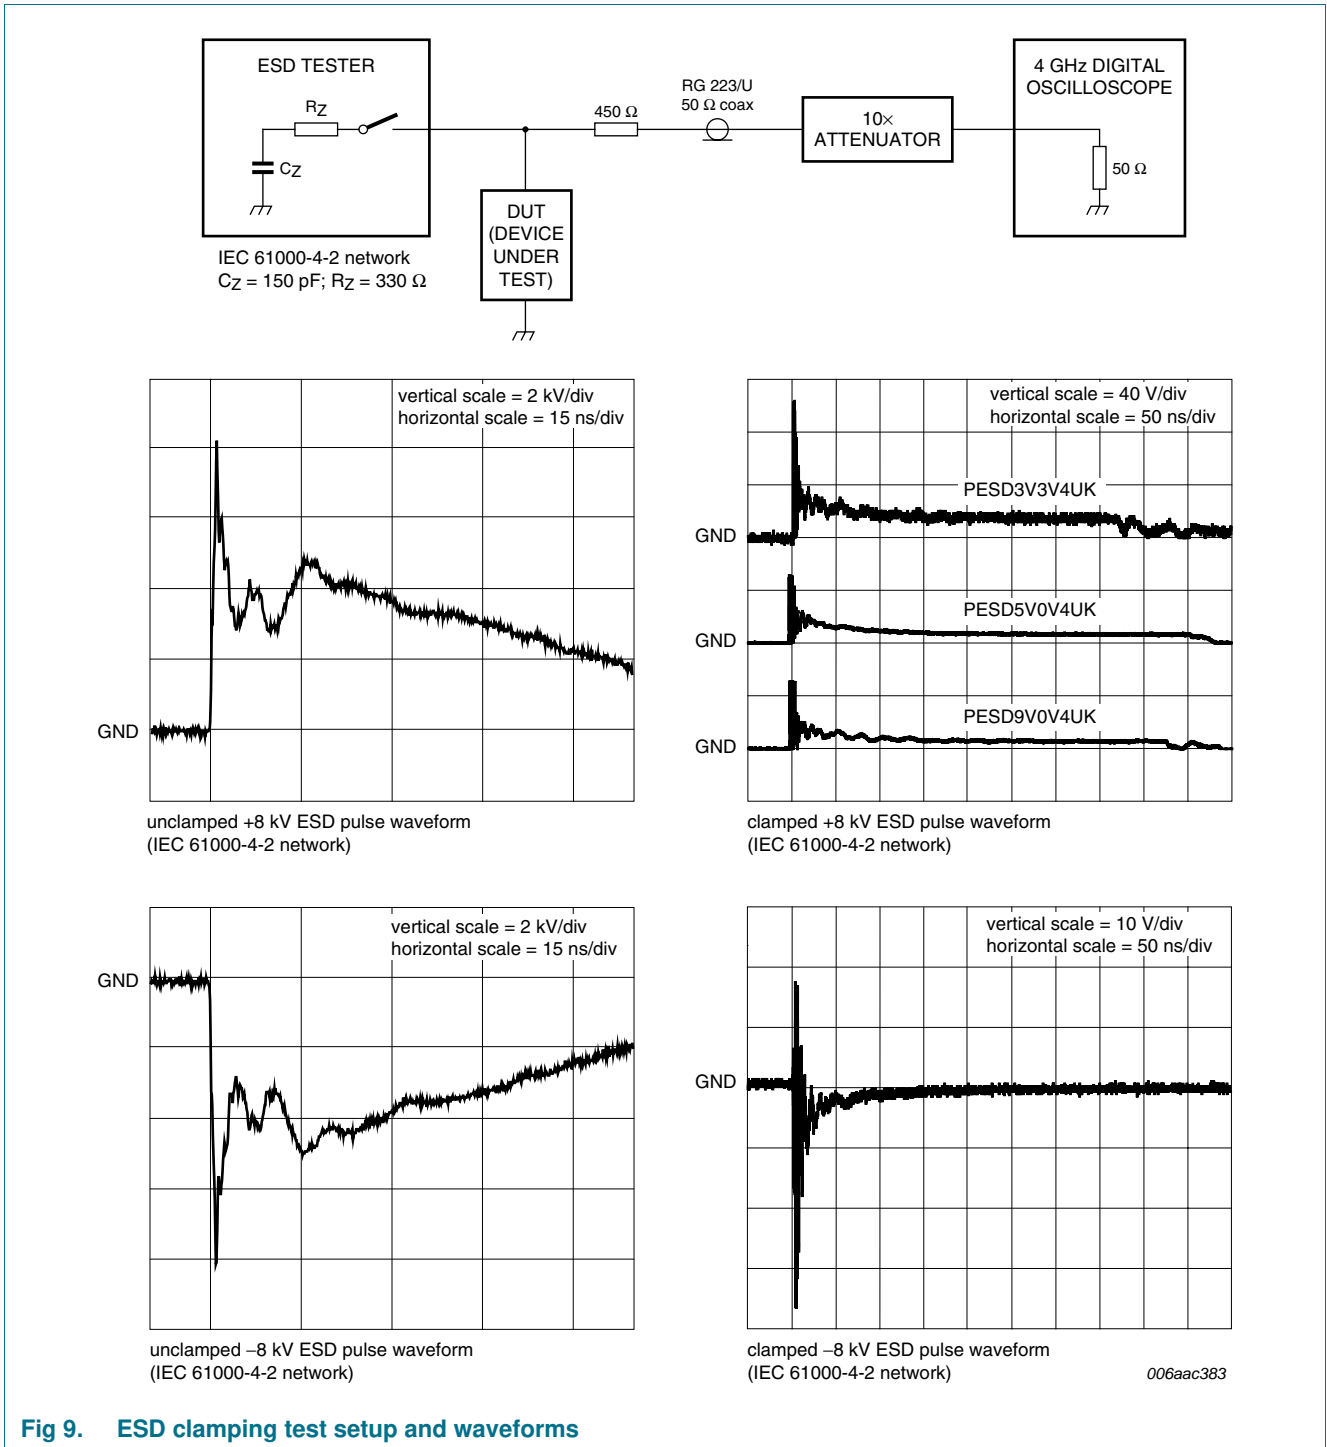 ESD TESTER
RZ
CZ
IEC 61000-4-2 network
CZ = 150 pF; RZ = 330 Ω
DUT
(DEVICE
UNDER
TEST)
450 Ω
RG 223/U
50 Ω coax
10×
ATTENUATOR
4 GHz DIGITAL
OSCILLOSCOPE
50 Ω
vertical scale = 2 kV/div
horizontal scale = 15 ns/div
GND
unclamped +8 kV ESD pulse waveform
(IEC 61000-4-2 network)
vertical scale = 40 V/div
horizontal scale = 50 ns/div
PESD3V3V4UK
GND
PESD5V0V4UK
GND
PESD9V0V4UK
GND
clamped +8 kV ESD pulse waveform
(IEC 61000-4-2 network)
vertical scale = 2 kV/div
horizontal scale = 15 ns/div
GND
unclamped −8 kV ESD pulse waveform
(IEC 61000-4-2 network)
vertical scale = 10 V/div
horizontal scale = 50 ns/div
GND
clamped −8 kV ESD pulse waveform
(IEC 61000-4-2 network)
006aac383
Fig 9. ESD clamping test setup and waveforms